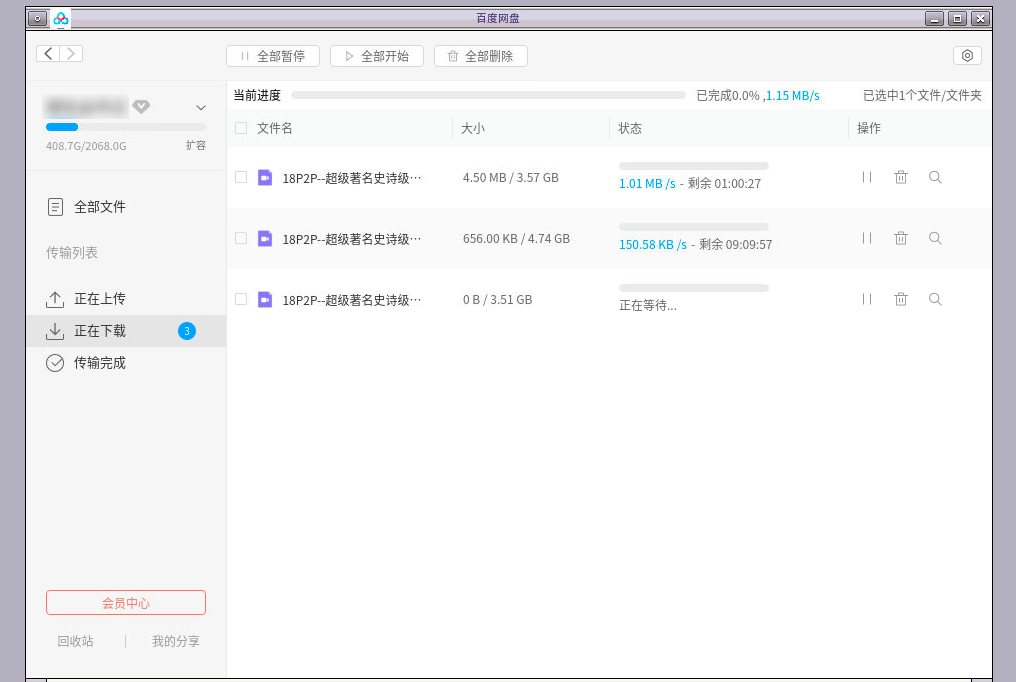 百度网盘
全部暂停 全部开始 全部删除
当前进度 已完成0.0% ,1.15 MB/s 已选中1个文件/文件夹
408.7G/2068.0G 扩容
文件名 大小 状态 操作
18P2P--超级著名史诗级… 4.50 MB / 3.57 GB 1.01 MB /s - 剩余 01:00:27
18P2P--超级著名史诗级… 656.00 KB / 4.74 GB 150.58 KB /s - 剩余 09:09:57
18P2P--超级著名史诗级… 0 B / 3.51 GB 正在等待...
全部文件
传输列表
正在上传
正在下载 3
传输完成
会员中心
回收站 | 我的分享